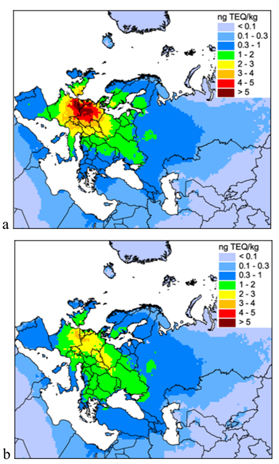 ng TEQ/kg
< 0.1
0.1 - 0.3
0.3 - 1
1 - 2
2 - 3
3 - 4
4 - 5
> 5
a
ng TEQ/kg
< 0.1
0.1 - 0.3
0.3 - 1
1 - 2
2 - 3
3 - 4
4 - 5
> 5
b